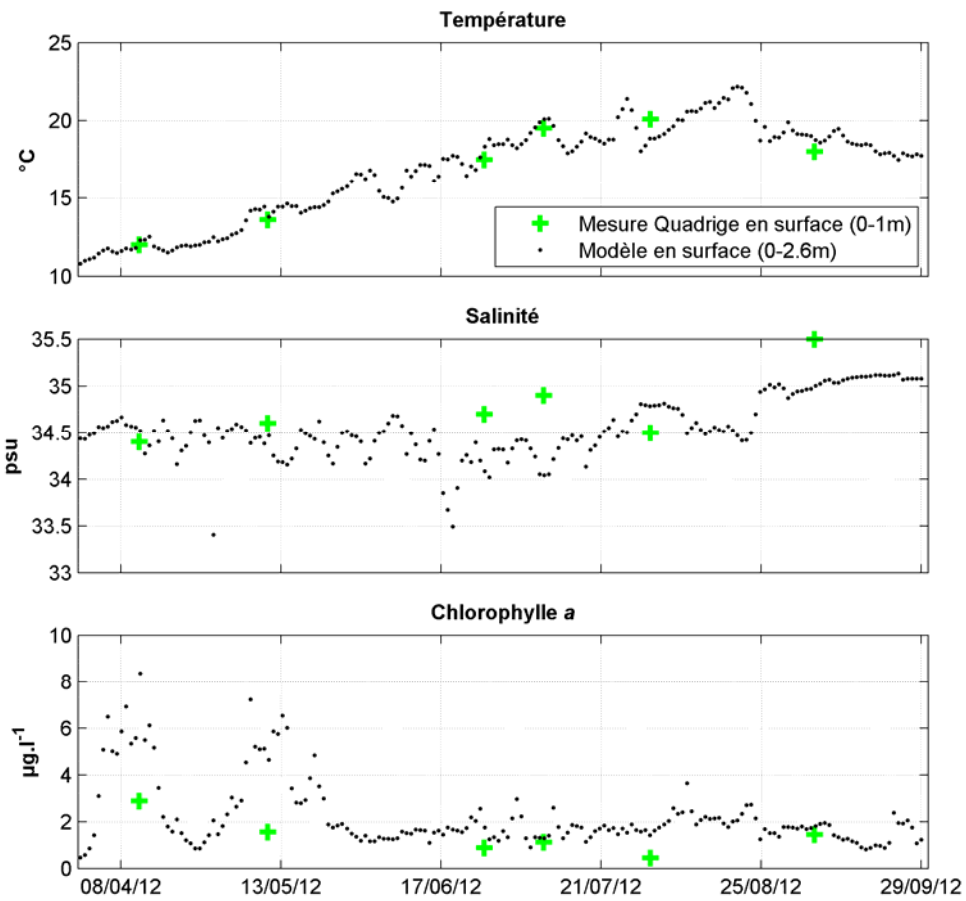 Température
25
20
15
10
°C
Mesure Quadrige en surface (0-1m)
Modèle en surface (0-2.6m)
Salinité
35.5
35
34.5
34
33.5
33
psu
Chlorophylle a
10
8
6
4
2
0
µg.l-1
08/04/12 13/05/12 17/06/12 21/07/12 25/08/12 29/09/12